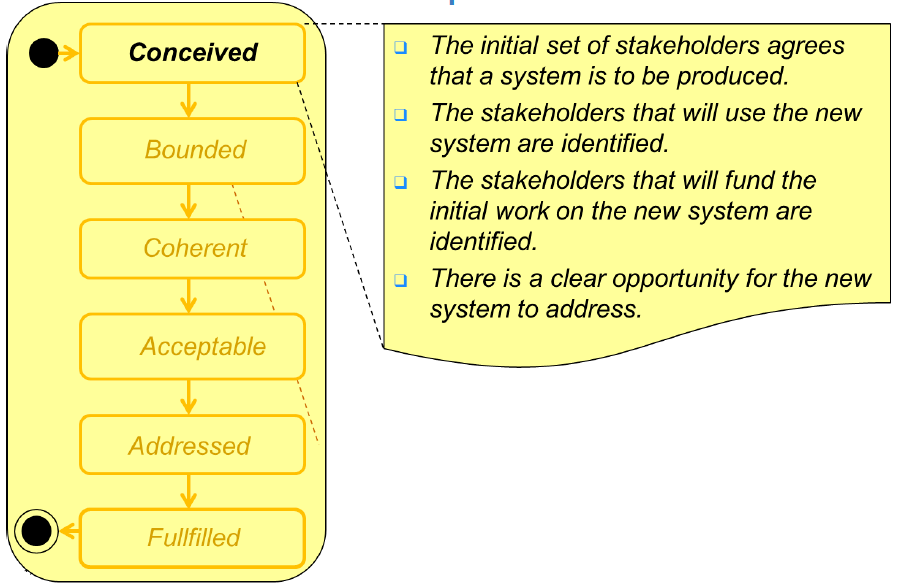 Conceived
Bounded
Coherent
Acceptable
Addressed
Fullfilled
The initial set of stakeholders agrees
that a system is to be produced.
The stakeholders that will use the new
system are identified.
The stakeholders that will fund the
initial work on the new system are
identified.
There is a clear opportunity for the new
system to address.